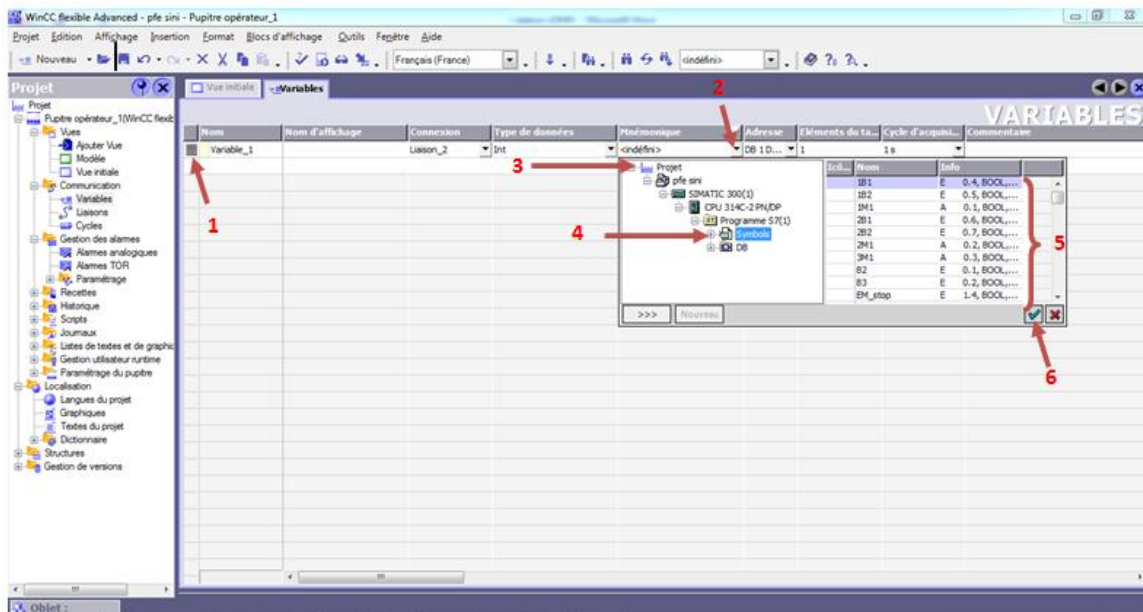 WinCC flexible Advanced - pfe sini - Pupitre opérateur_1
Projet Edition Affichage Insertion Format Blocs d'affichage Outils Fenêtre Aide
Nouveau Français (France) <indéfini>
Projet
Vue initiale Variables
2
VARIABLES
Projet
Pupitre opérateur_1(WinCC flexib
Vues
Ajouter Vue
Modèle
Vue initiale
Communication
Variables
Liaisons
Cycles
Gestion des alarmes
Alarmes analogiques
Alarmes TOR
Paramétrage
Recettes
Historique
Scripts
Journaux
Listes de textes et de graphic
Gestion utilisateur runtime
Paramétrage du pupitre
Localisation
Langues du projet
Graphiques
Textes du projet
Dictionnaire
Structures
Gestion de versions
Nom Nom d'affichage Connexion Type de données Mnémonique Adresse Eléments du ta... Cycle d'acquisi... Commentaire
Variable_1 Liaison_2 Int <indéfini> DB 1 D... 1 1 s
1
3
4
Projet
pfe sini
SIMATIC 300(1)
CPU 314C-2 PN/DP
Programme S7(1)
Symbols
DB
Icô... Nom Info
1B1 E 0.4, BOOL,...
1B2 E 0.5, BOOL,...
1M1 A 0.1, BOOL,...
2B1 E 0.6, BOOL,...
2B2 E 0.7, BOOL,...
2M1 A 0.2, BOOL,...
3M1 A 0.3, BOOL,...
B2 E 0.1, BOOL,...
B3 E 0.2, BOOL,...
EM_stop E 1.4, BOOL,...
5
>>> Nouveau
6
Objet :